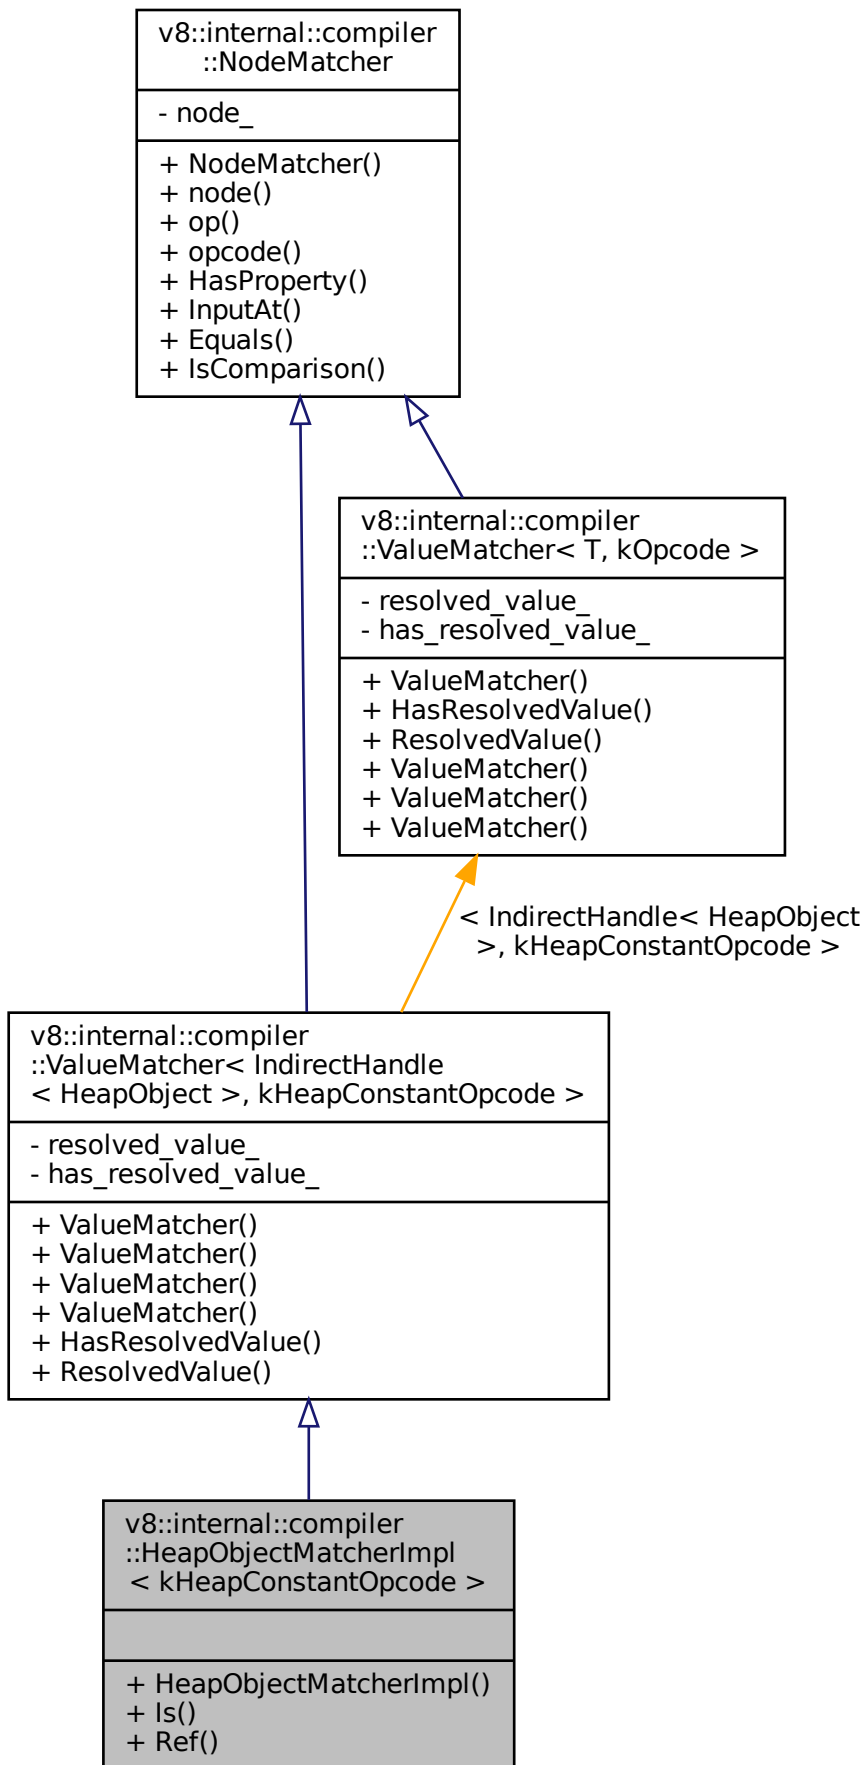 v8::internal::compiler
::NodeMatcher
- node_
+ NodeMatcher()
+ node()
+ op()
+ opcode()
+ HasProperty()
+ InputAt()
+ Equals()
+ IsComparison()
v8::internal::compiler
::ValueMatcher< T, kOpcode >
- resolved_value_
- has_resolved_value_
+ ValueMatcher()
+ HasResolvedValue()
+ ResolvedValue()
+ ValueMatcher()
+ ValueMatcher()
+ ValueMatcher()
< IndirectHandle< HeapObject
>, kHeapConstantOpcode >
v8::internal::compiler
::ValueMatcher< IndirectHandle
< HeapObject >, kHeapConstantOpcode >
- resolved_value_
- has_resolved_value_
+ ValueMatcher()
+ ValueMatcher()
+ ValueMatcher()
+ ValueMatcher()
+ HasResolvedValue()
+ ResolvedValue()
v8::internal::compiler
::HeapObjectMatcherImpl
< kHeapConstantOpcode >
+ HeapObjectMatcherImpl()
+ Is()
+ Ref()